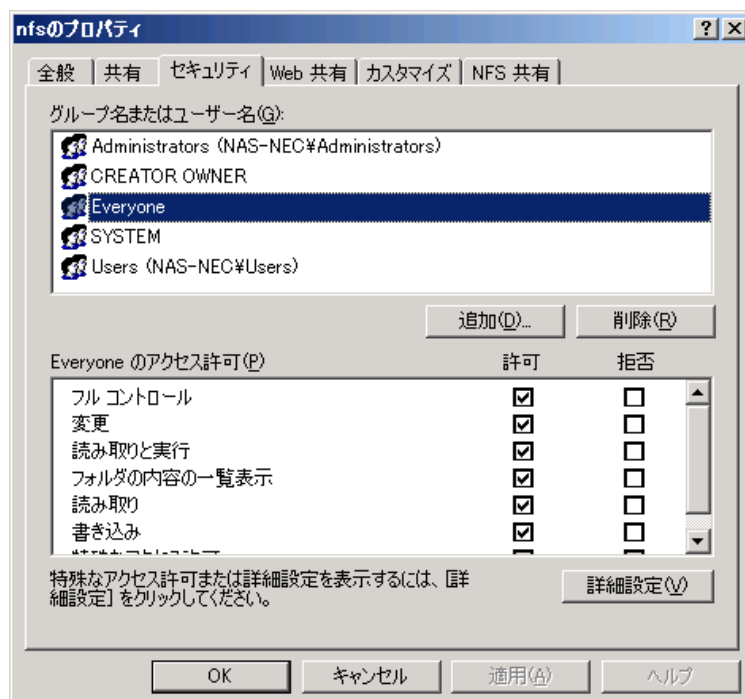 nfsのプロパティ
全般 共有 セキュリティ Web 共有 カスタマイズ NFS 共有
グループ名またはユーザー名(G):
Administrators (NAS-NEC¥Administrators)
CREATOR OWNER
Everyone
SYSTEM
Users (NAS-NEC¥Users)
追加(D)... 削除(R)
Everyone のアクセス許可(P) 許可 拒否
フル コントロール
変更
読み取りと実行
フォルダの内容の一覧表示
読み取り
書き込み
特殊なアクセス許可または詳細設定を表示するには、[詳
細設定] をクリックしてください。
詳細設定(V)
OK キャンセル 適用(A) ヘルプ